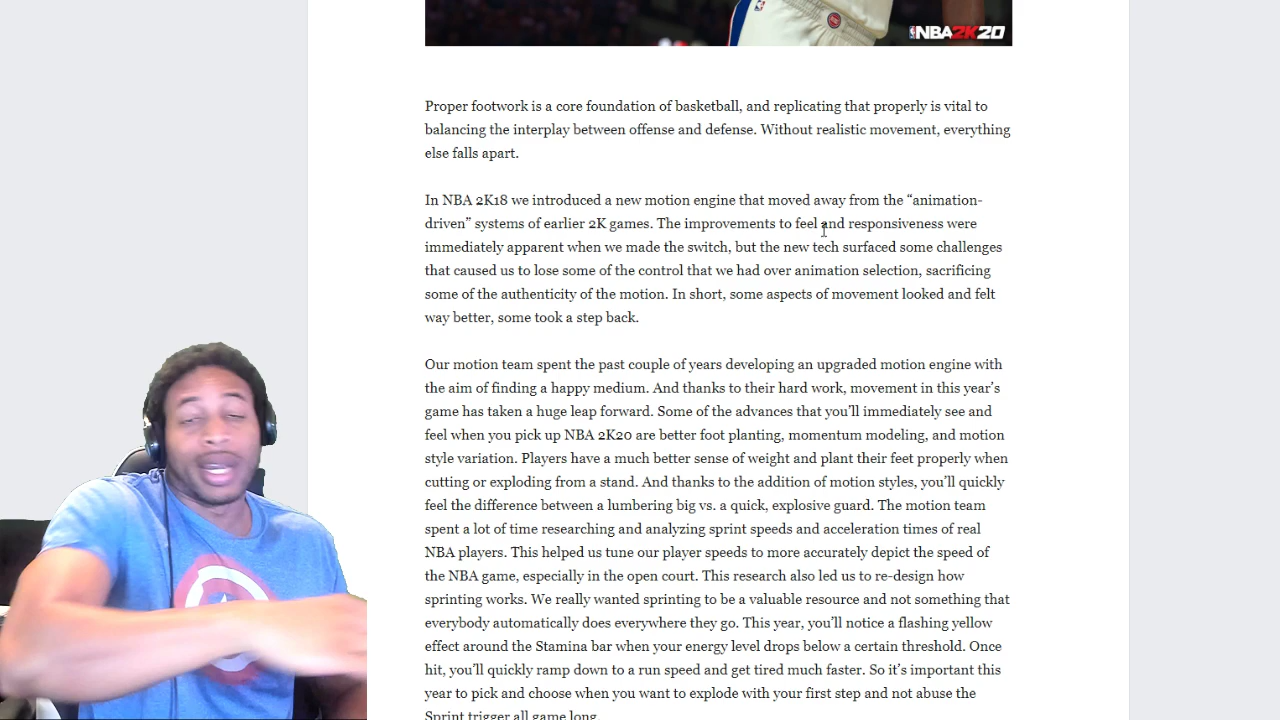 NBA2K20
Proper footwork is a core foundation of basketball, and replicating that properly is vital to
balancing the interplay between offense and defense. Without realistic movement, everything
else falls apart.
In NBA 2K18 we introduced a new motion engine that moved away from the “animation-
driven” systems of earlier 2K games. The improvements to feel and responsiveness were
immediately apparent when we made the switch, but the new tech surfaced some challenges
that caused us to lose some of the control that we had over animation selection, sacrificing
some of the authenticity of the motion. In short, some aspects of movement looked and felt
way better, some took a step back.
Our motion team spent the past couple of years developing an upgraded motion engine with
the aim of finding a happy medium. And thanks to their hard work, movement in this year’s
game has taken a huge leap forward. Some of the advances that you’ll immediately see and
feel when you pick up NBA 2K20 are better foot planting, momentum modeling, and motion
style variation. Players have a much better sense of weight and plant their feet properly when
cutting or exploding from a stand. And thanks to the addition of motion styles, you’ll quickly
feel the difference between a lumbering big vs. a quick, explosive guard. The motion team
spent a lot of time researching and analyzing sprint speeds and acceleration times of real
NBA players. This helped us tune our player speeds to more accurately depict the speed of
the NBA game, especially in the open court. This research also led us to re-design how
sprinting works. We really wanted sprinting to be a valuable resource and not something that
everybody automatically does everywhere they go. This year, you’ll notice a flashing yellow
effect around the Stamina bar when your energy level drops below a certain threshold. Once
hit, you’ll quickly ramp down to a run speed and get tired much faster. So it’s important this
year to pick and choose when you want to explode with your first step and not abuse the
Sprint trigger all game long.